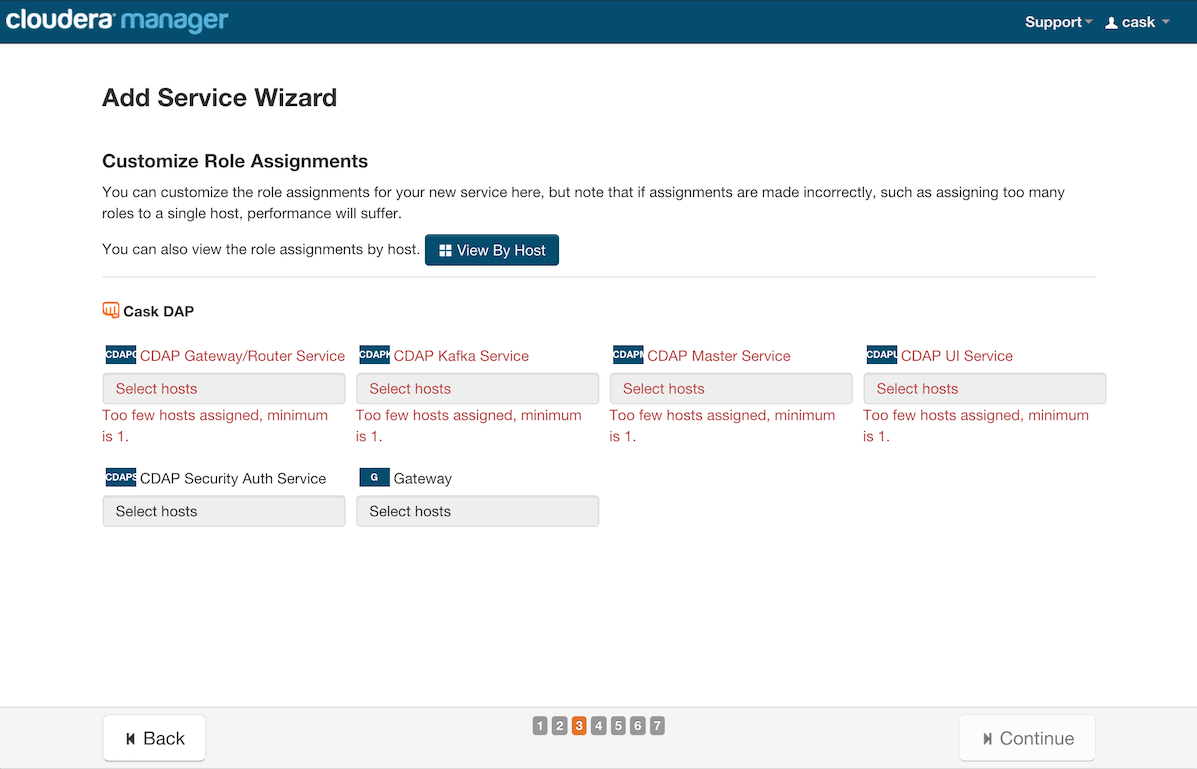 cloudera manager
Support
cask
Add Service Wizard
Customize Role Assignments
You can customize the role assignments for your new service here, but note that if assignments are made incorrectly, such as assigning too many
roles to a single host, performance will suffer.
You can also view the role assignments by host. View By Host
Cask DAP
CDAPG CDAP Gateway/Router Service
CDAPK CDAP Kafka Service
CDAPM CDAP Master Service
CDAPU CDAP UI Service
Select hosts
Select hosts
Select hosts
Select hosts
Too few hosts assigned, minimum
is 1.
Too few hosts assigned, minimum
is 1.
Too few hosts assigned, minimum
is 1.
Too few hosts assigned, minimum
is 1.
CDAPS CDAP Security Auth Service
G Gateway
Select hosts
Select hosts
Back
1 2 3 4 5 6 7
Continue